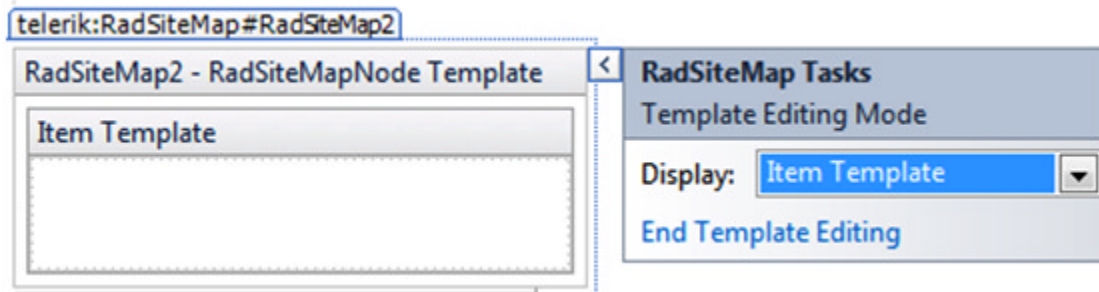 telerik:RadSiteMap#RadSiteMap2
RadSiteMap2 - RadSiteMapNode Template
Item Template
<
RadSiteMap Tasks
Template Editing Mode
Display: Item Template
End Template Editing